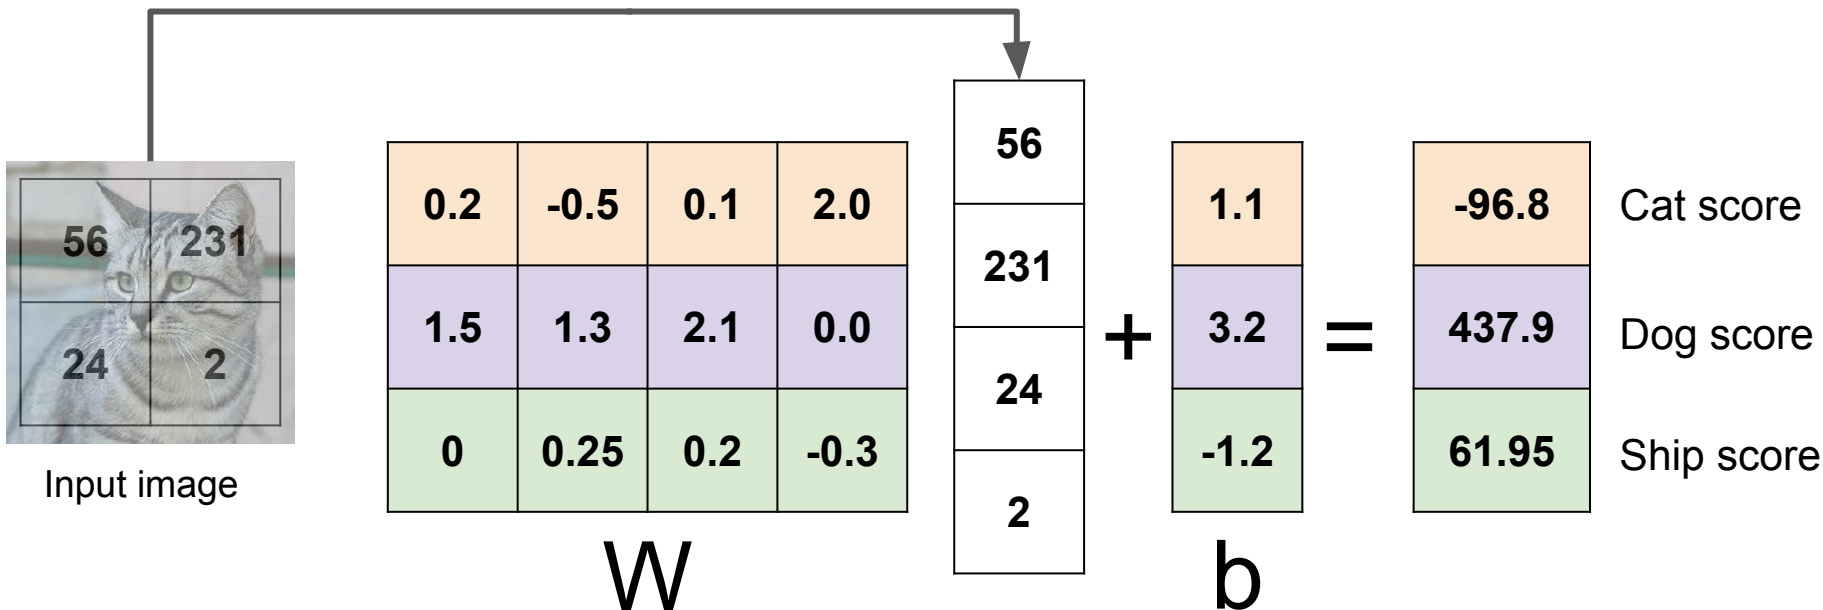 56 231
24 2
Input image
0.2 -0.5 0.1 2.0
1.5 1.3 2.1 0.0
0 0.25 0.2 -0.3
W
56
231
24
2
+
1.1
3.2
-1.2
b
=
-96.8 Cat score
437.9 Dog score
61.95 Ship score